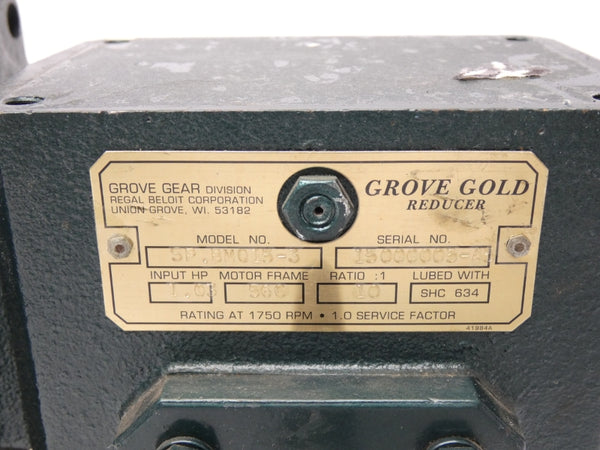 GROVE GEAR DIVISION
REGAL BELOIT CORPORATION
UNION GROVE, WI. 53182
GROVE GOLD
REDUCER
MODEL NO. SERIAL NO.
INPUT HP MOTOR FRAME RATIO :1 LUBED WITH
56C 10 SHC 634
RATING AT 1750 RPM • 1.0 SERVICE FACTOR
41984A